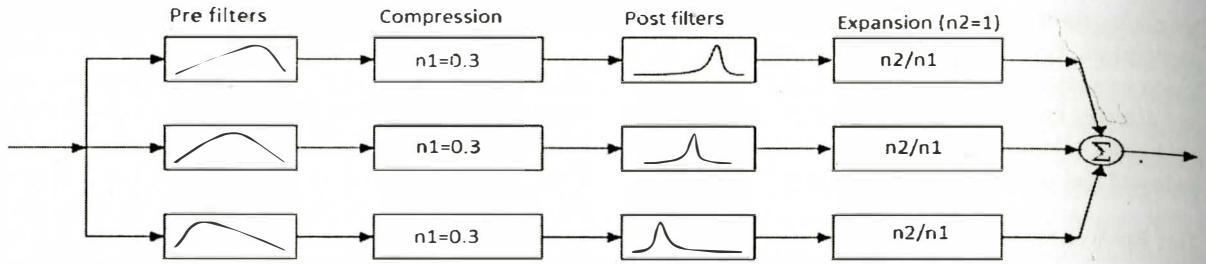 Pre filters
Compression
Post filters
Expansion (n2=1)
n1=0.3
n2/n1
n1=0.3
n2/n1
Σ
n1=0.3
n2/n1